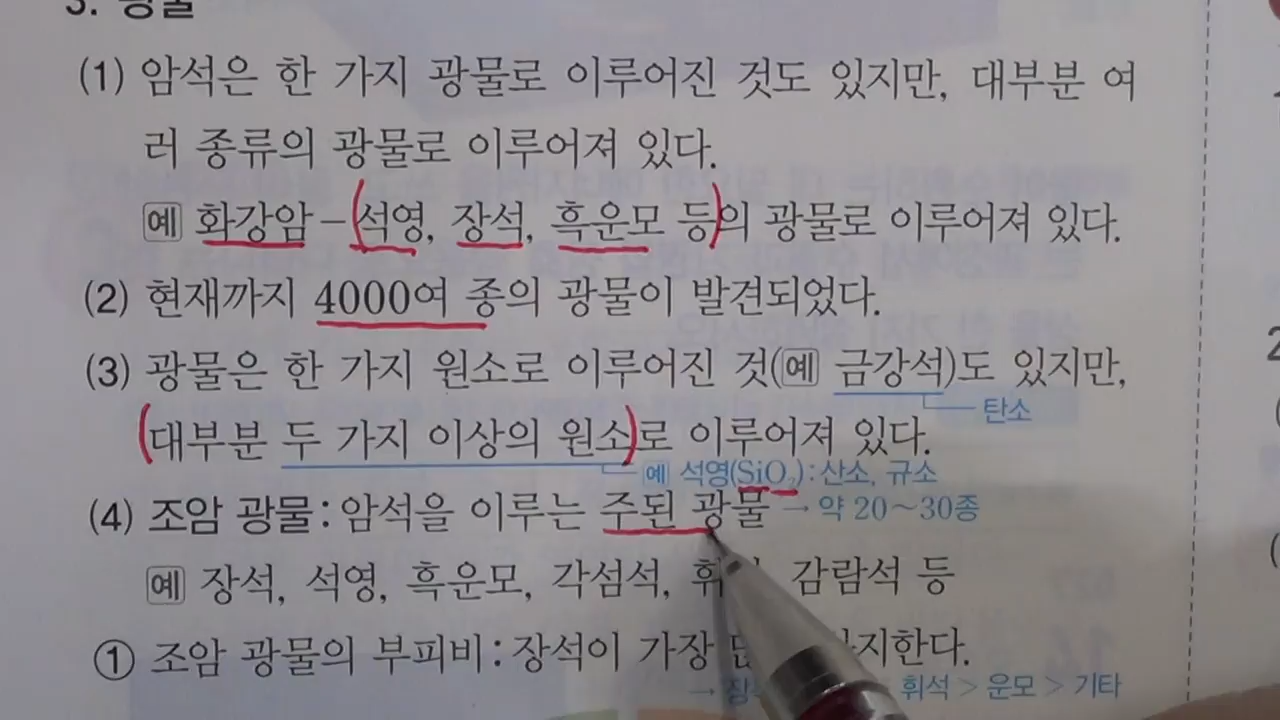 3. 광물
(1) 암석은 한 가지 광물로 이루어진 것도 있지만, 대부분 여
러 종류의 광물로 이루어져 있다.
예 화강암-(석영, 장석, 흑운모 등)의 광물로 이루어져 있다.
(2) 현재까지 4000여 종의 광물이 발견되었다.
(3) 광물은 한 가지 원소로 이루어진 것(예 금강석)도 있지만,
탄소
(대부분 두 가지 이상의 원소)로 이루어져 있다.
예 석영(SiO₂):산소, 규소
(4) 조암 광물:암석을 이루는 주된 광물 → 약 20~30종
예 장석, 석영, 흑운모, 각섬석, 감람석 등
① 조암 광물의 부피비:장석이 가장
→ 휘석 > 운모 > 기타